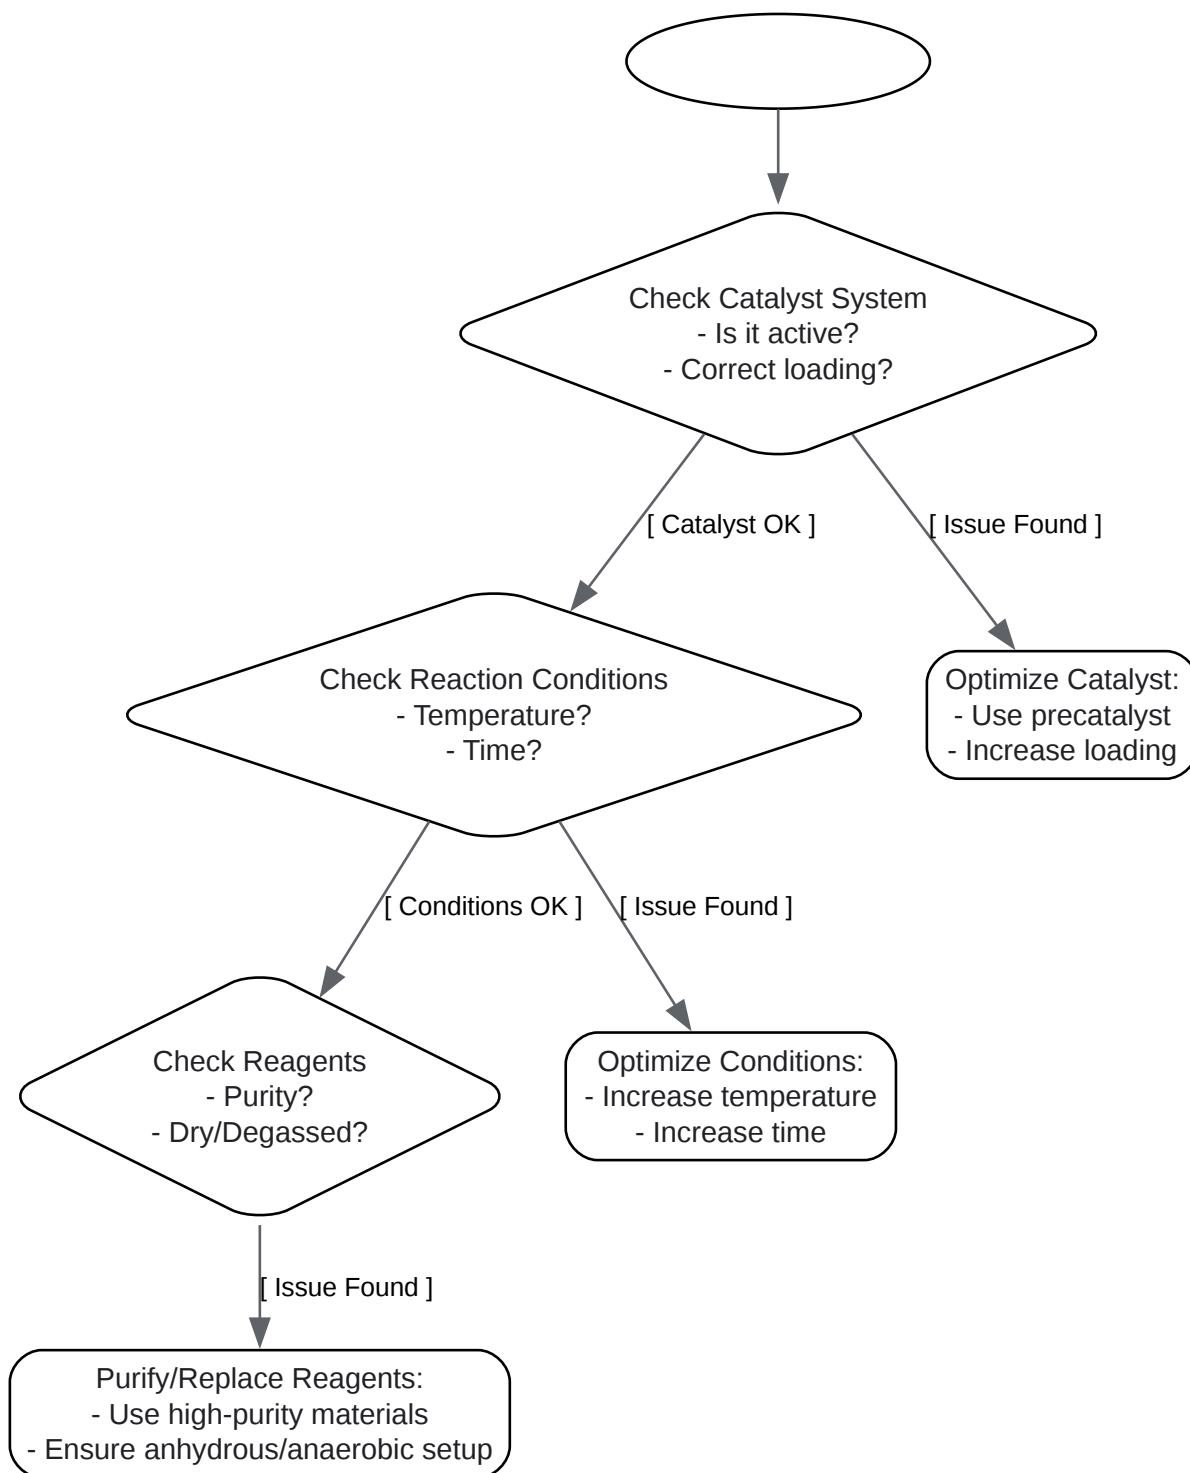 Check Catalyst System
- Is it active?
- Correct loading?
[ Catalyst OK ]
[ Issue Found ]
Check Reaction Conditions
- Temperature?
- Time?
Optimize Catalyst:
- Use precatalyst
- Increase loading
[ Conditions OK ]
[ Issue Found ]
Check Reagents
- Purity?
- Dry/Degassed?
Optimize Conditions:
- Increase temperature
- Increase time
[ Issue Found ]
Purify/Replace Reagents:
- Use high-purity materials
- Ensure anhydrous/anaerobic setup